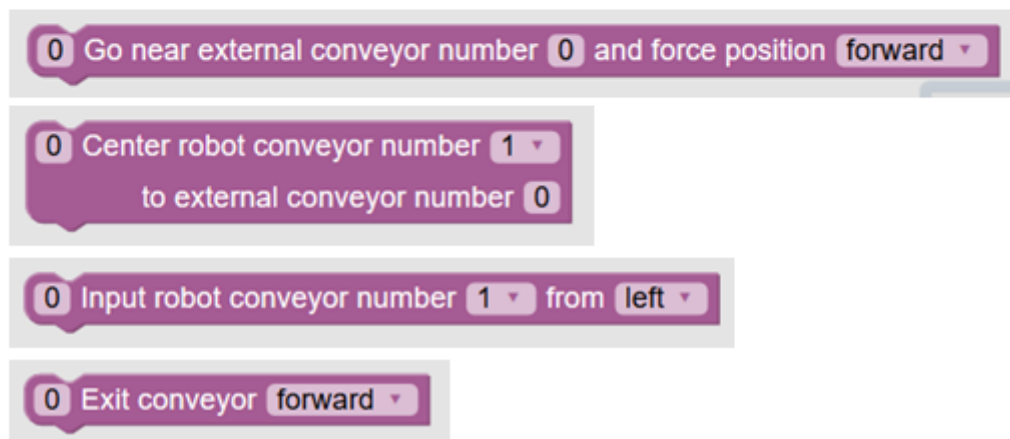 0 Go near external conveyor number 0 and force position forward
0 Center robot conveyor number 1
to external conveyor number 0
0 Input robot conveyor number 1 from left
0 Exit conveyor forward